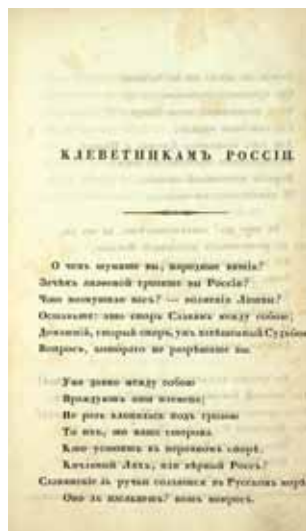 КЛЕВЕТНИКАМЪ РОССІИ.
О чемъ шумите вы, народные витіи?
Зачѣмъ анаѳемой грозите вы Россіи?
Что возмутило васъ? — волненія Литвы?
Оставьте: это споръ Славянъ между собою;
Домашній, старый споръ, ужъ взвѣшенный Судьбою
Вопросъ, котораго не разрѣшите вы.
Уже давно между собою
Враждуютъ эти племена;
Не разъ клонилась подъ грозою
То ихъ, то наша сторона.
Кто устоитъ въ неравномъ спорѣ:
Кичливый Ляхъ, иль вѣрный Россъ?
Славянскіе ль ручьи сольются въ Русскомъ морѣ
Оно ль изсякнетъ? вотъ вопросъ.